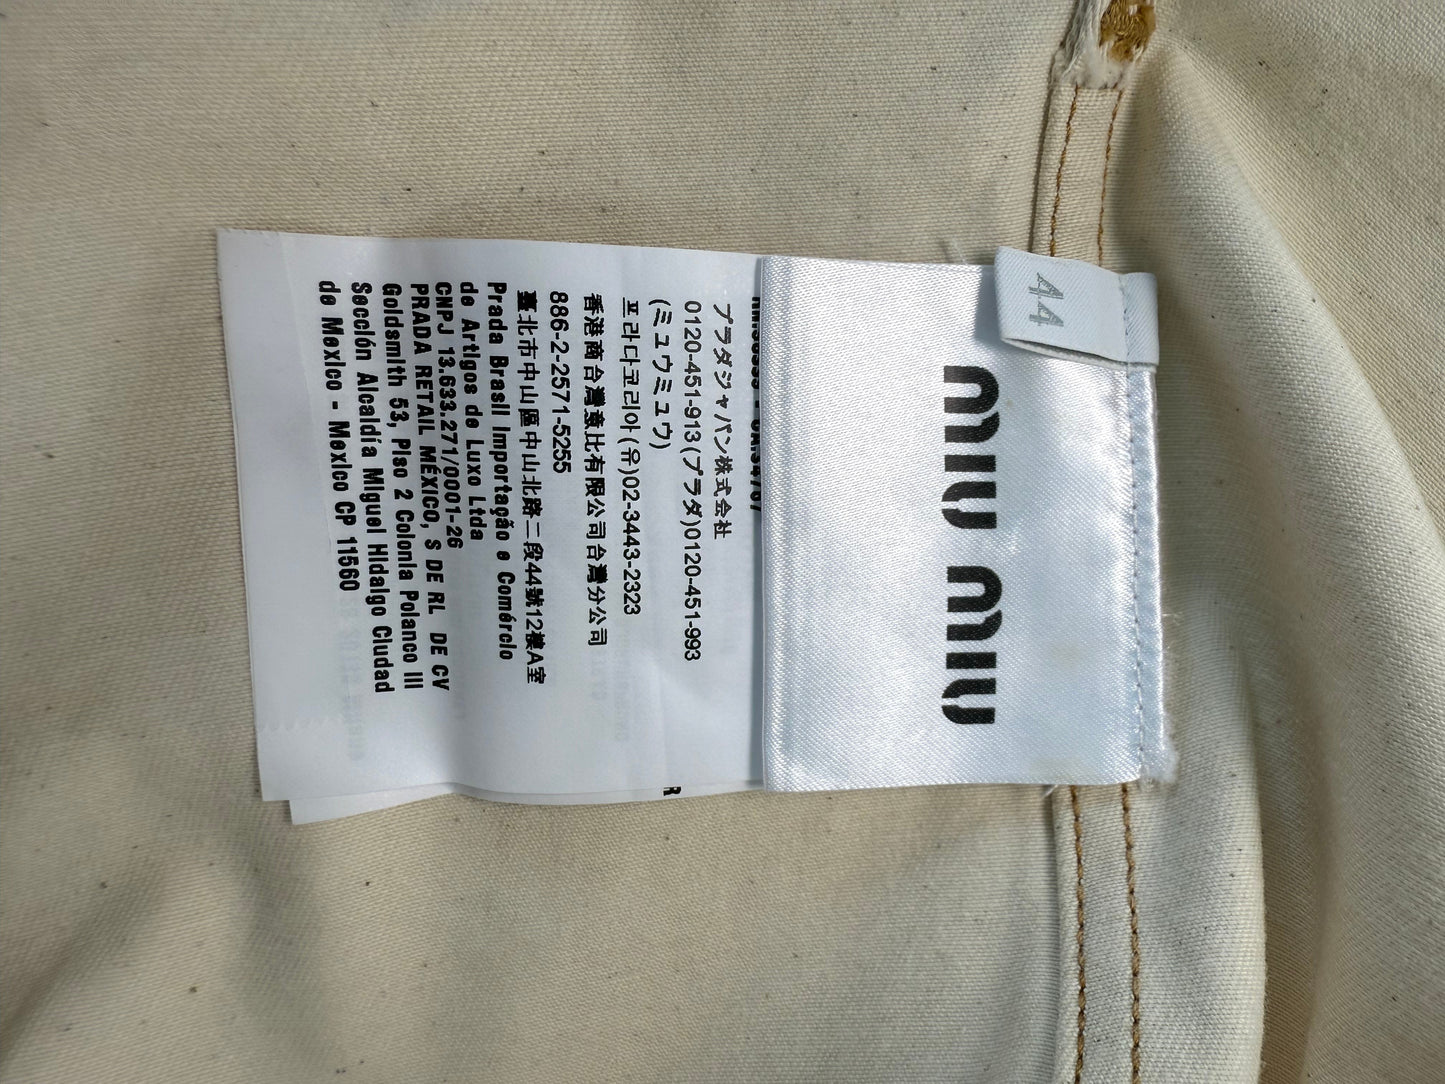 44
miu miu
プラダジャパン株式会社
0120-451-913(プラダ)0120-451-993
(ミュウミュウ)
프라다코리아(유)02-3443-2323
香港商台灣意比有限公司台灣分公司
886-2-2571-5255
臺北市中山區中山北路二段44號12樓A室
Prada Brasil Importação e Comércio
de Artigos de Luxo Ltda
CNPJ 13.633.271/0001-26
PRADA RETAIL MÉXICO, S DE RL DE CV
Goldsmith 53, Piso 2 Colonia Polanco III
Sección Alcaldía Miguel Hidalgo Ciudad
de Mexico - Mexico CP 11560
R